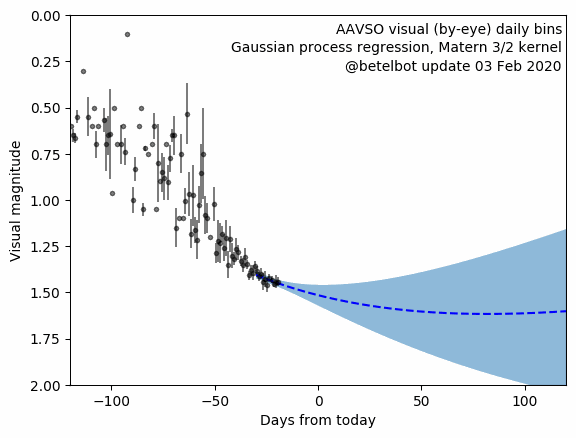 AAVSO visual (by-eye) daily bins
Gaussian process regression, Matern 3/2 kernel
@betelbot update 03 Feb 2020
Visual magnitude
0.00
0.25
0.50
0.75
1.00
1.25
1.50
1.75
2.00
−100
−50
0
50
100
Days from today